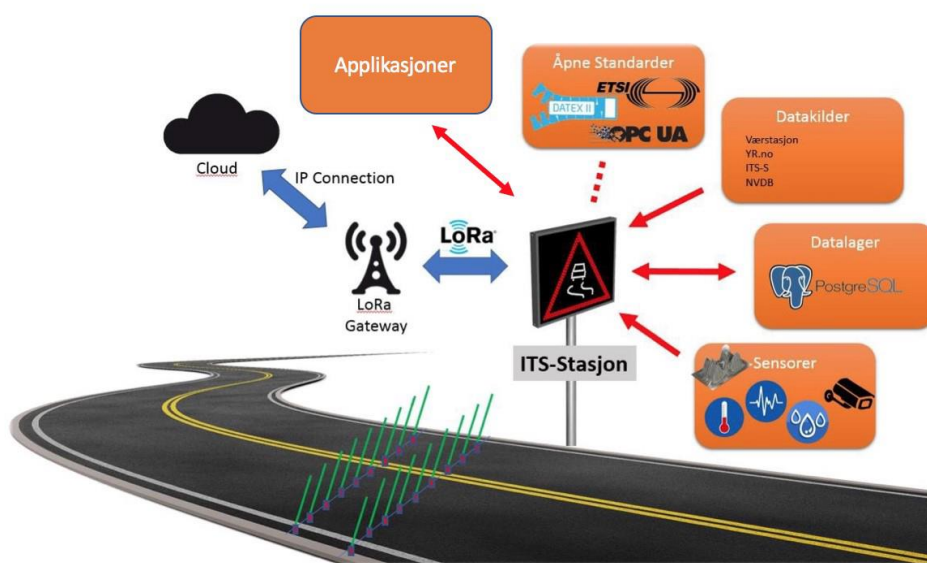 Applikasjoner
Åpne Standarder
ETSI
DATEX II
OPC UA
Datakilder
Værstasjon
YR.no
ITS-S
NVDB
Cloud
IP Connection
LoRa
LoRa
Gateway
Datalager
PostgreSQL
ITS-Stasjon
Sensorer